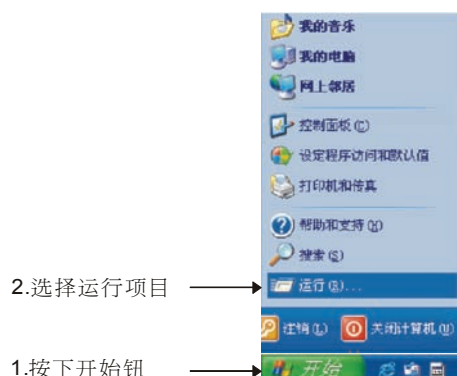 我的音乐
我的电脑
网上邻居
控制面板(C)
设定程序访问和默认值
打印机和传真
帮助和支持(H)
搜索(S)
2.选择运行项目
运行(R)...
注销(L) 关闭计算机(U)
1.按下开始钮
开始